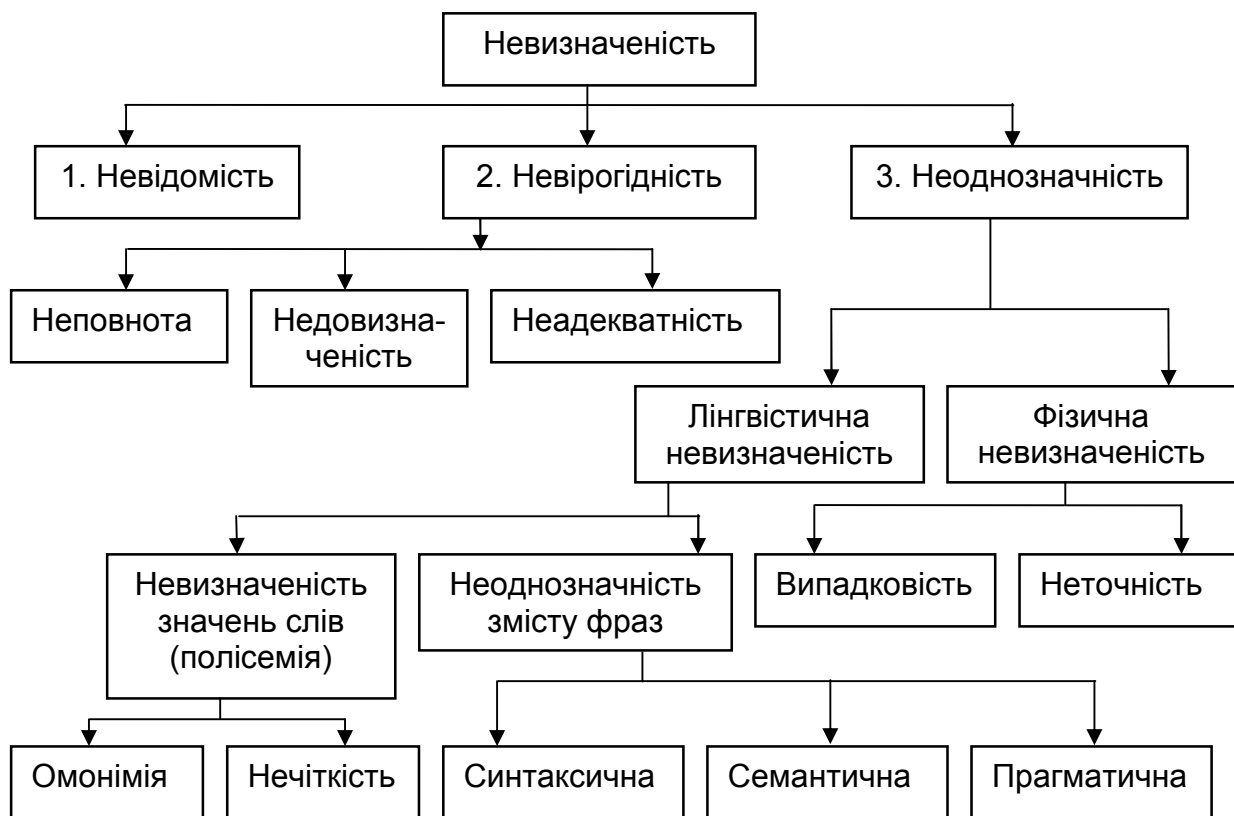 Невизначеність
1. Невідомість
2. Невірогідність
3. Неоднозначність
Неповнота
Недовизна-
ченість
Неадекватність
Лінгвістична
невизначеність
Фізична
невизначеність
Невизначеність
значень слів
(полісемія)
Неоднозначність
змісту фраз
Випадковість
Неточність
Омонімія
Нечіткість
Синтаксична
Семантична
Прагматична